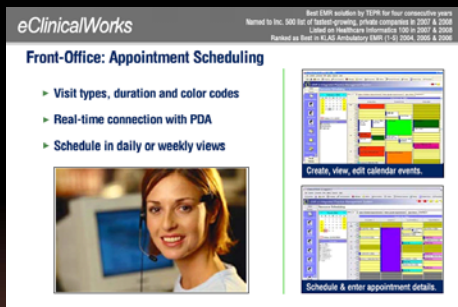 eClinicalWorks
Best EMR solution by TEPR for four consecutive years
Named to Inc. 500 list of fastest-growing, private companies in 2007 & 2008
Listed on Healthcare Informatics 100 in 2007 & 2008
Ranked as Best in KLAS Ambulatory EMR (1-5) 2004, 2005 & 2006
Front-Office: Appointment Scheduling
► Visit types, duration and color codes
► Real-time connection with PDA
► Schedule in daily or weekly views
Create, view, edit calendar events.
Schedule & enter appointment details.